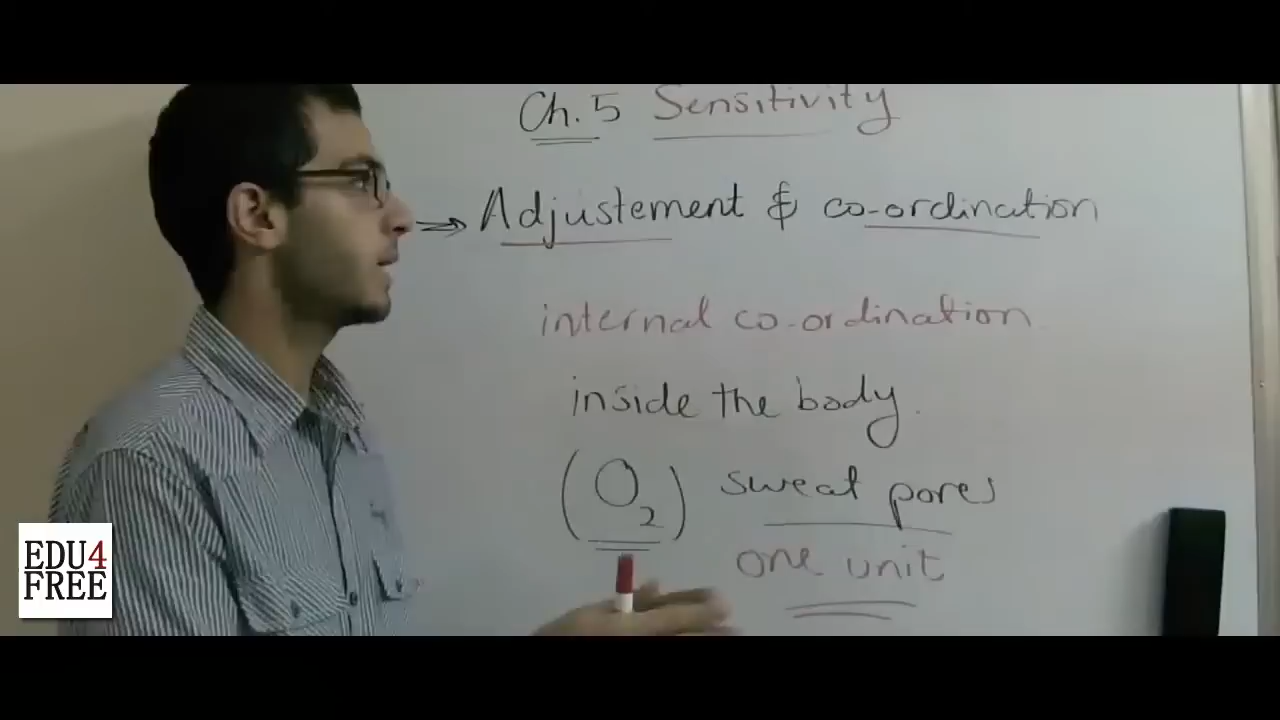 Ch. 5 Sensitivity
Adjustement & co-ordination
internal co-ordination
inside the body.
(O₂) sweat pores
one unit
EDU4
FREE